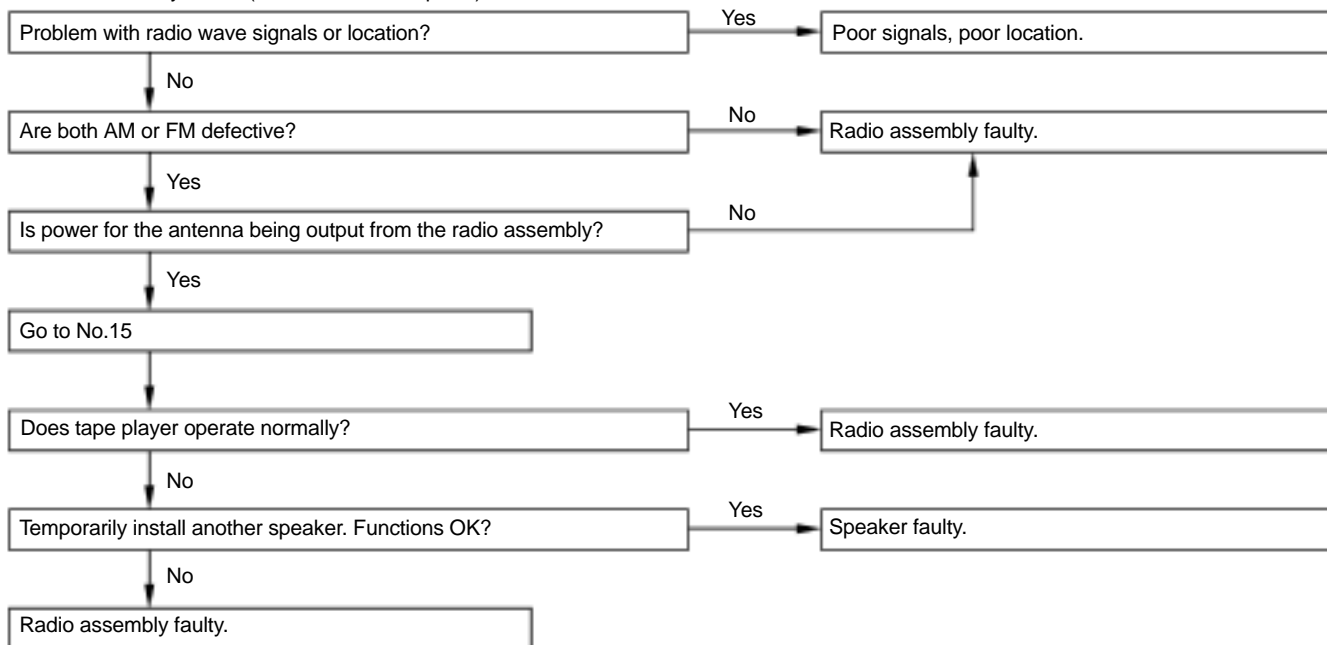 Problem with radio wave signals or location?
Yes
Poor signals, poor location.
No
Are both AM or FM defective?
No
Radio assembly faulty.
Yes
Is power for the antenna being output from the radio assembly?
No
Yes
Go to No.15
Does tape player operate normally?
Yes
Radio assembly faulty.
No
Temporarily install another speaker. Functions OK?
Yes
Speaker faulty.
No
Radio assembly faulty.